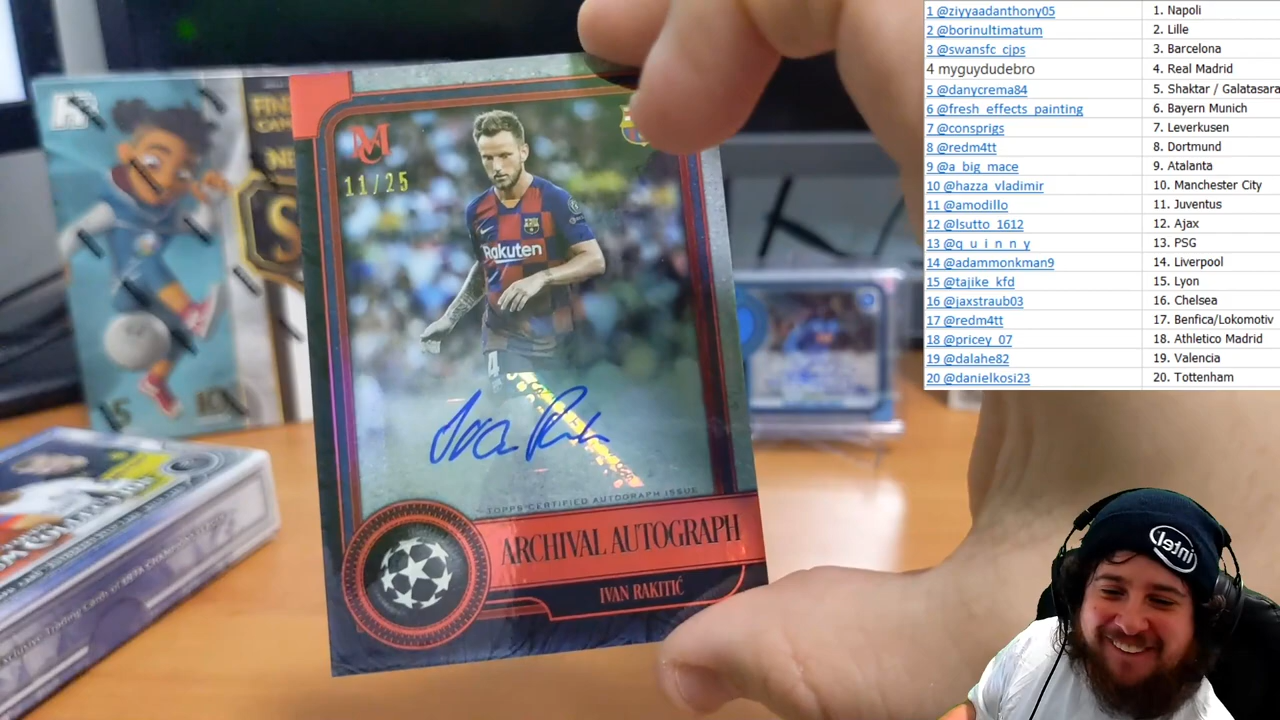 1 @ziyyaadanthony05 1. Napoli
2 @borinultimatum 2. Lille
3 @swansfc_cjps 3. Barcelona
4 myguydudebro 4. Real Madrid
5 @danycrema84 5. Shaktar / Galatasara
6 @fresh_effects_painting 6. Bayern Munich
7 @consprigs 7. Leverkusen
8 @redm4tt 8. Dortmund
9 @a_big_mace 9. Atalanta
10 @hazza_vladimir 10. Manchester City
11 @amodillo 11. Juventus
12 @lsutto_1612 12. Ajax
13 @q_u_i_n_n_y 13. PSG
14 @adammonkman9 14. Liverpool
15 @tajike_kfd 15. Lyon
16 @jaxstraub03 16. Chelsea
17 @redm4tt 17. Benfica/Lokomotiv
18 @pricey_07 18. Athletico Madrid
19 @dalahe82 19. Valencia
20 @danielkosi23 20. Tottenham
11/25
Rakuten
TOPPS CERTIFIED AUTOGRAPH ISSUE
ARCHIVAL AUTOGRAPH
IVAN RAKITIĆ
intel